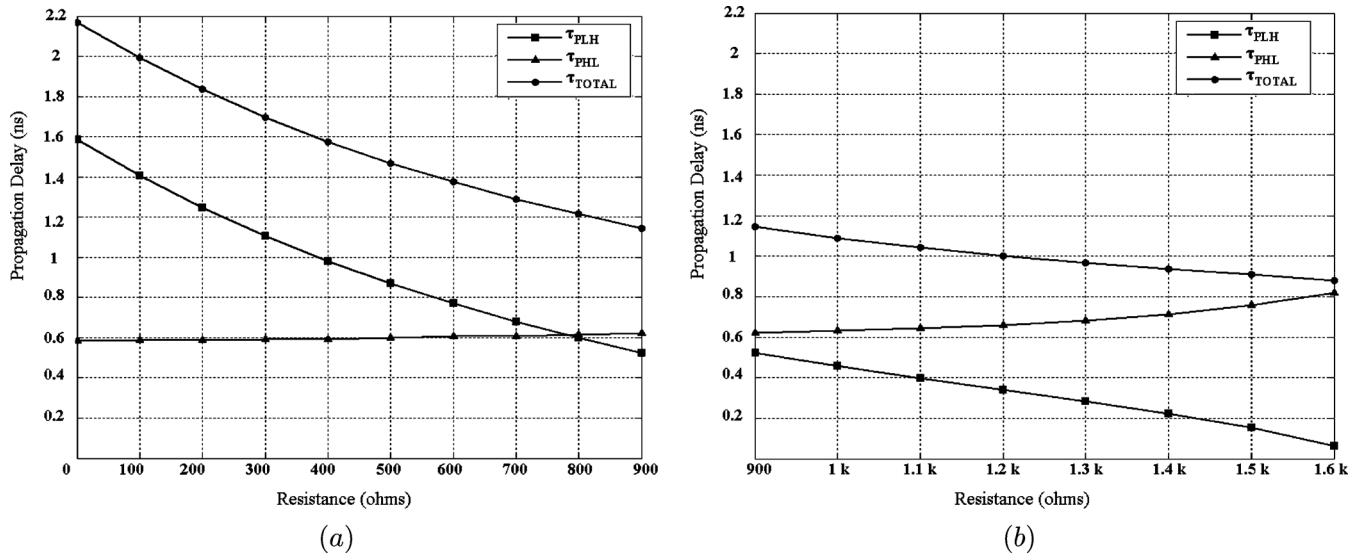 2.2
2
1.8
1.6
1.4
1.2
1
0.8
0.6
0.4
0.2
Propagation Delay (ns)
τPLH
τPHL
τTOTAL
0 100 200 300 400 500 600 700 800 900
Resistance (ohms)
(a)
2.2
2
1.8
1.6
1.4
1.2
1
0.8
0.6
0.4
0.2
Propagation Delay (ns)
τPLH
τPHL
τTOTAL
900 1 k 1.1 k 1.2 k 1.3 k 1.4 k 1.5 k 1.6 k
Resistance (ohms)
(b)